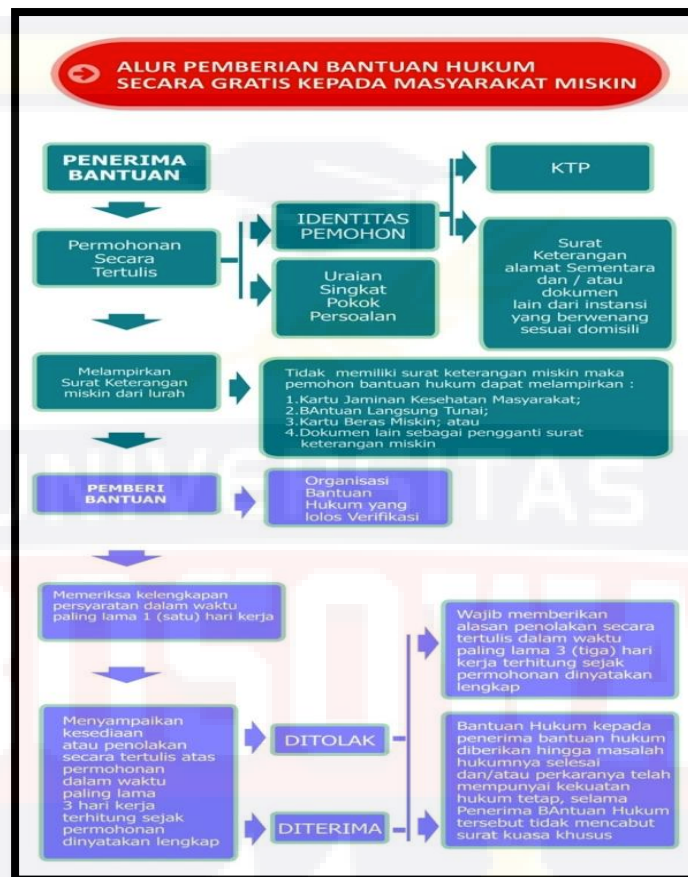 ALUR PEMBERIAN BANTUAN HUKUM
SECARA GRATIS KEPADA MASYARAKAT MISKIN
PENERIMA
BANTUAN
Permohonan
Secara
Tertulis
IDENTITAS
PEMOHON
KTP
Surat
Keterangan
alamat Sementara
dan / atau
dokumen
lain dari instansi
yang berwenang
sesuai domisili
Uraian
Singkat
Pokok
Persoalan
Melampirkan
Surat Keterangan
miskin dari lurah
Tidak memiliki surat keterangan miskin maka
pemohon bantuan hukum dapat melampirkan :
1.Kartu Jaminan Kesehatan Masyarakat;
2.BAntuan Langsung Tunai;
3.Kartu Beras Miskin; atau
4.Dokumen lain sebagai pengganti surat
keterangan miskin
PEMBERI
BANTUAN
Organisasi
Bantuan
Hukum yang
lolos Verifikasi
Memeriksa kelengkapan
persyaratan dalam waktu
paling lama 1 (satu) hari kerja
Menyampaikan
kesediaan
atau penolakan
secara tertulis atas
permohonan
dalam waktu
paling lama
3 hari kerja
terhitung sejak
permohonan
dinyatakan lengkap
DITOLAK
Wajib memberikan
alasan penolakan secara
tertulis dalam waktu
paling lama 3 (tiga) hari
kerja terhitung sejak
permohonan dinyatakan
lengkap
DITERIMA
Bantuan Hukum kepada
penerima bantuan hukum
diberikan hingga masalah
hukumnya selesai
dan/atau perkaranya telah
mempunyai kekuatan
hukum tetap, selama
Penerima BAntuan Hukum
tersebut tidak mencabut
surat kuasa khusus
UNIVERSITAS